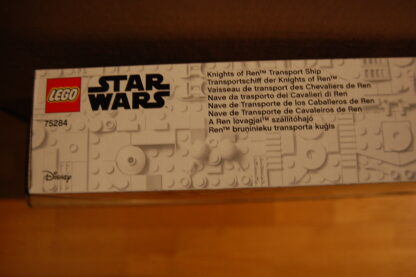 LEGO
STAR
WARS
75284
Knights of Ren™ Transport Ship
Transportschiff der Knights of Ren™
Vaisseau de transport des Chevaliers de Ren
Nave da trasporto dei Cavalieri di Ren
Nave de Transporte de los Caballeros de Ren
Nave de Transporte de Cavaleiros de Ren
A Ren lovagjai™ szállítóhajó
Ren™ bruņinieku transporta kuģis
Disney